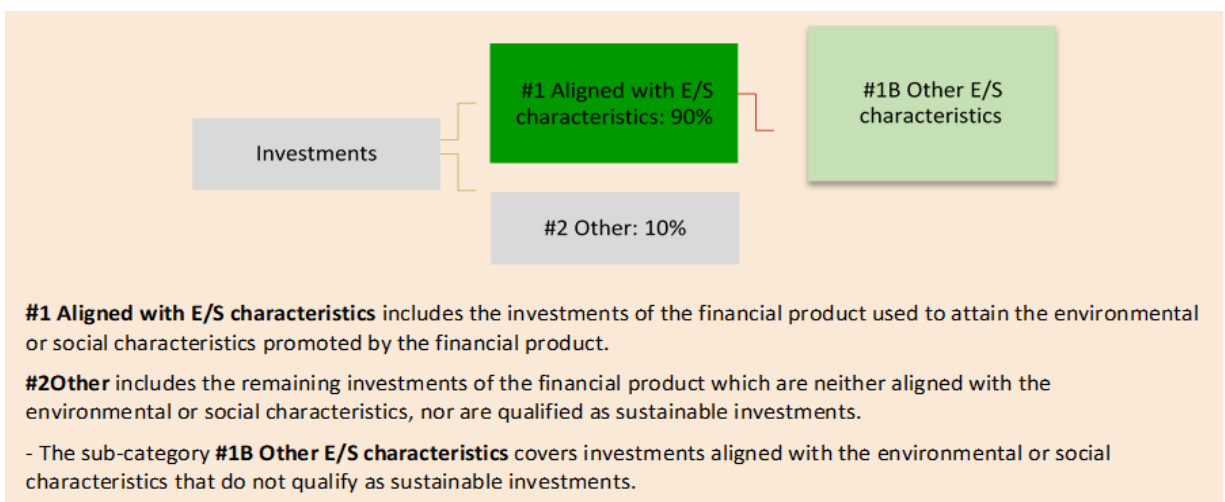 #1 Aligned with E/S
characteristics: 90%
#1B Other E/S
characteristics
Investments
#2 Other: 10%
#1 Aligned with E/S characteristics includes the investments of the financial product used to attain the environmental
or social characteristics promoted by the financial product.
#2Other includes the remaining investments of the financial product which are neither aligned with the
environmental or social characteristics, nor are qualified as sustainable investments.
- The sub-category #1B Other E/S characteristics covers investments aligned with the environmental or social
characteristics that do not qualify as sustainable investments.